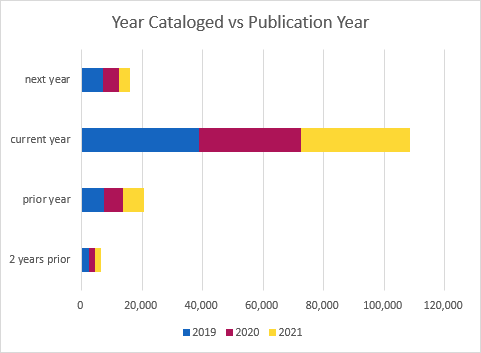 Year Cataloged vs Publication Year
next year
current year
prior year
2 years prior
0 20,000 40,000 60,000 80,000 100,000 120,000
2019 2020 2021